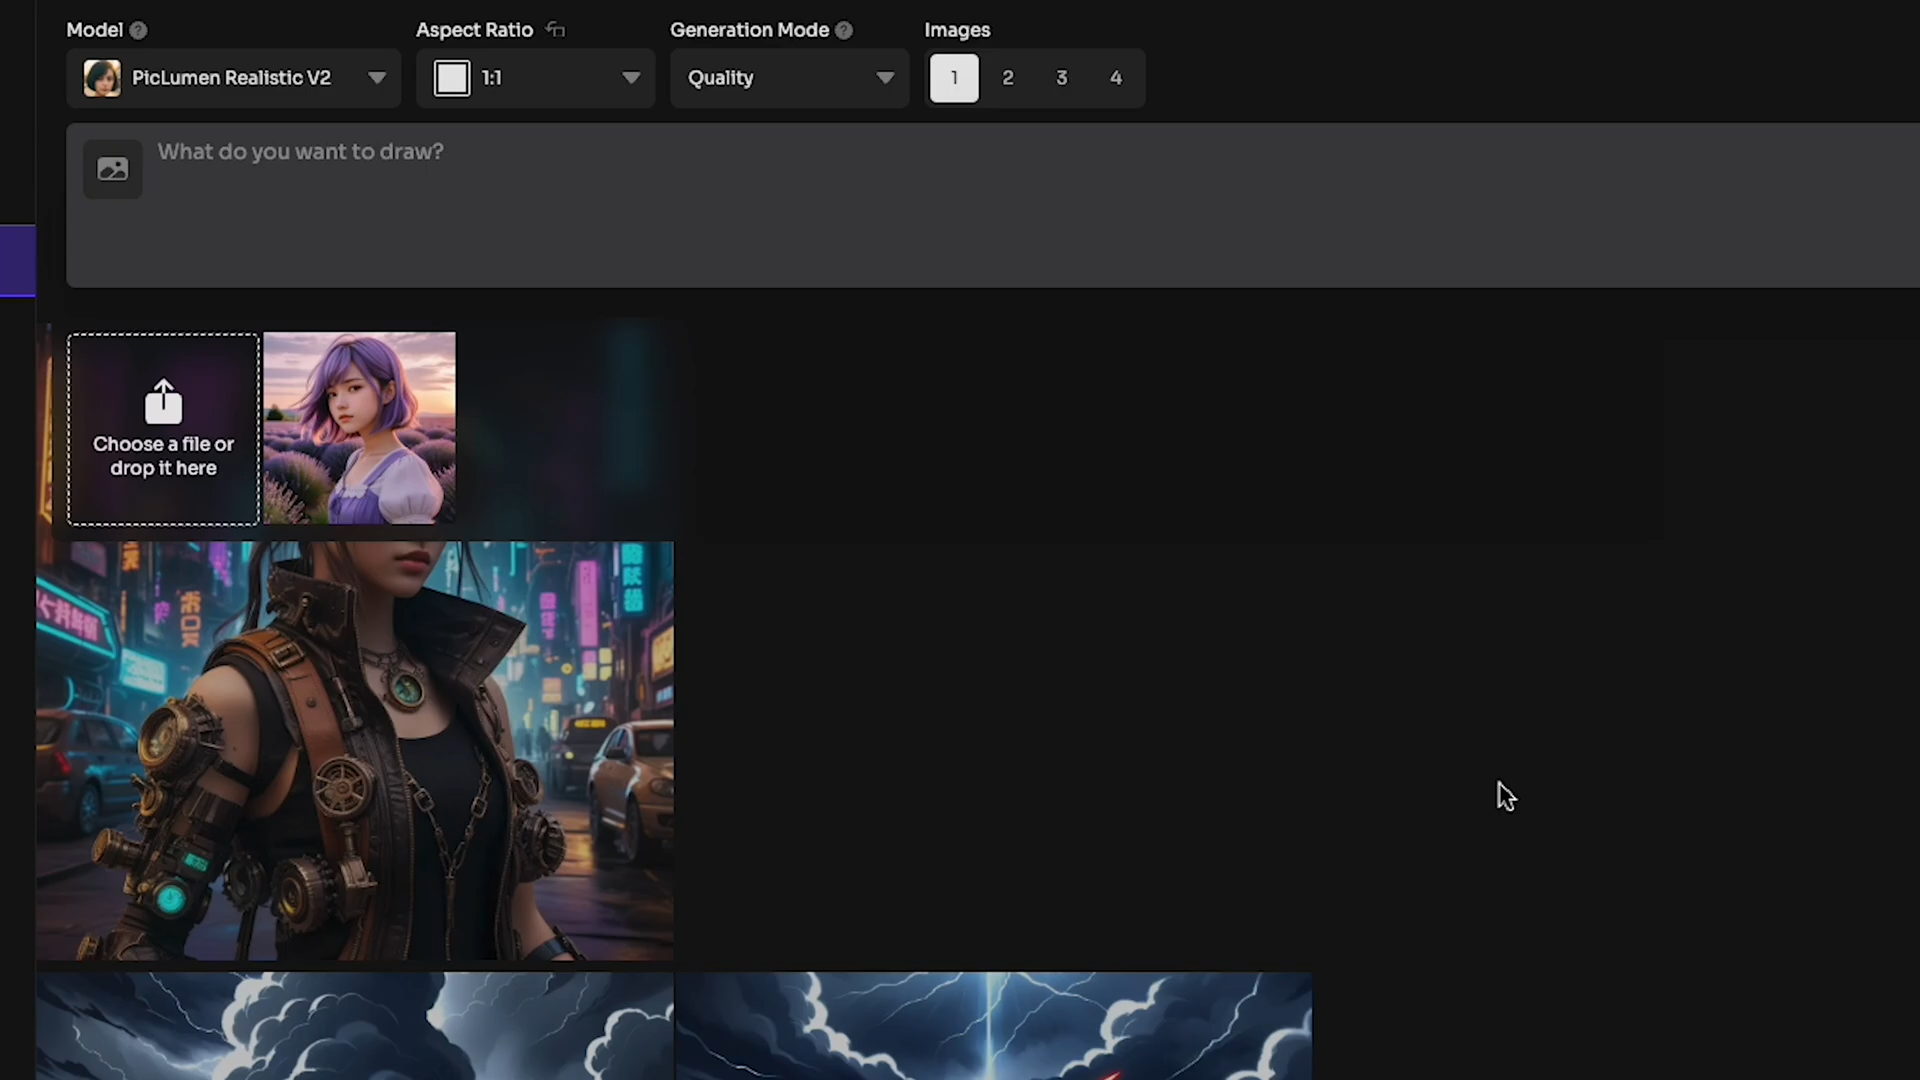 Model
Aspect Ratio
Generation Mode
Images
PicLumen Realistic V2
1:1
Quality
1 2 3 4
What do you want to draw?
Choose a file or
drop it here